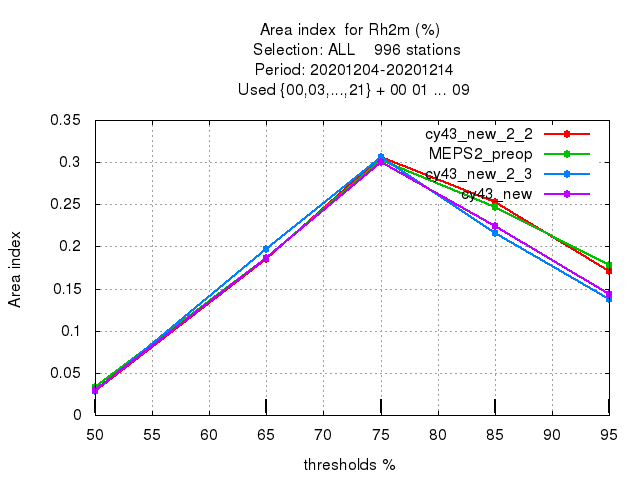 Area index for Rh2m (%)
Selection: ALL 996 stations
Period: 20201204-20201214
Used {00,03,...,21} + 00 01 ... 09
0.35
0.3
0.25
0.2
0.15
0.1
0.05
0
Area index
cy43_new_2_2
MEPS2_preop
cy43_new_2_3
cy43_new
50 55 60 65 70 75 80 85 90 95
thresholds %